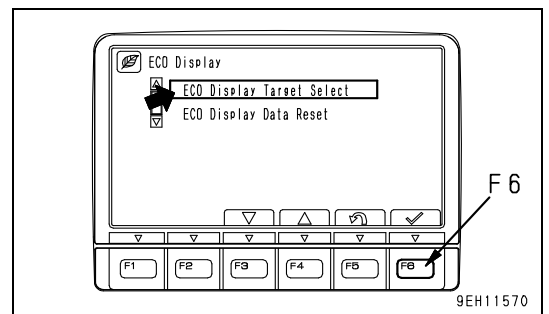 ECO Display
ECO Display Target Select
ECO Display Data Reset
F6
F1 F2 F3 F4 F5 F6
9EH11570